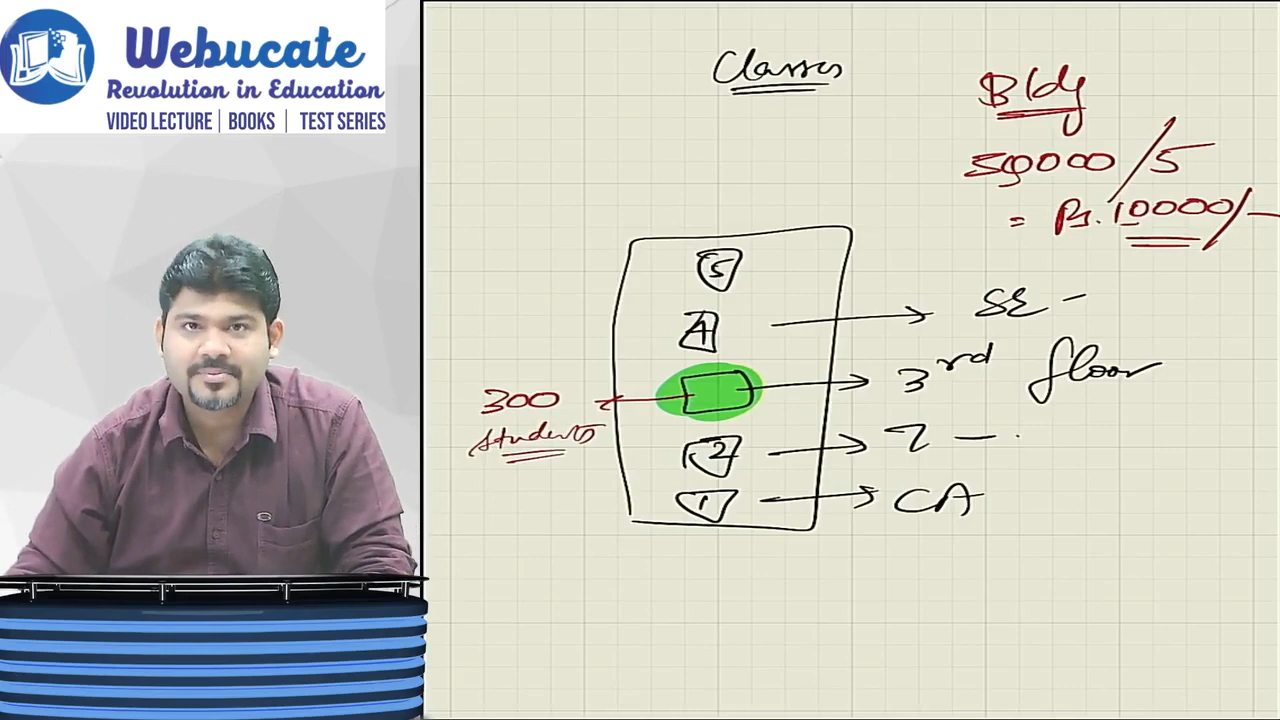 Webucate
Revolution in Education
VIDEO LECTURE | BOOKS | TEST SERIES
Classes
Bldg
50000/5
= Rs. 10000/-
5
4
3rd floor
300
students
2
1
CA